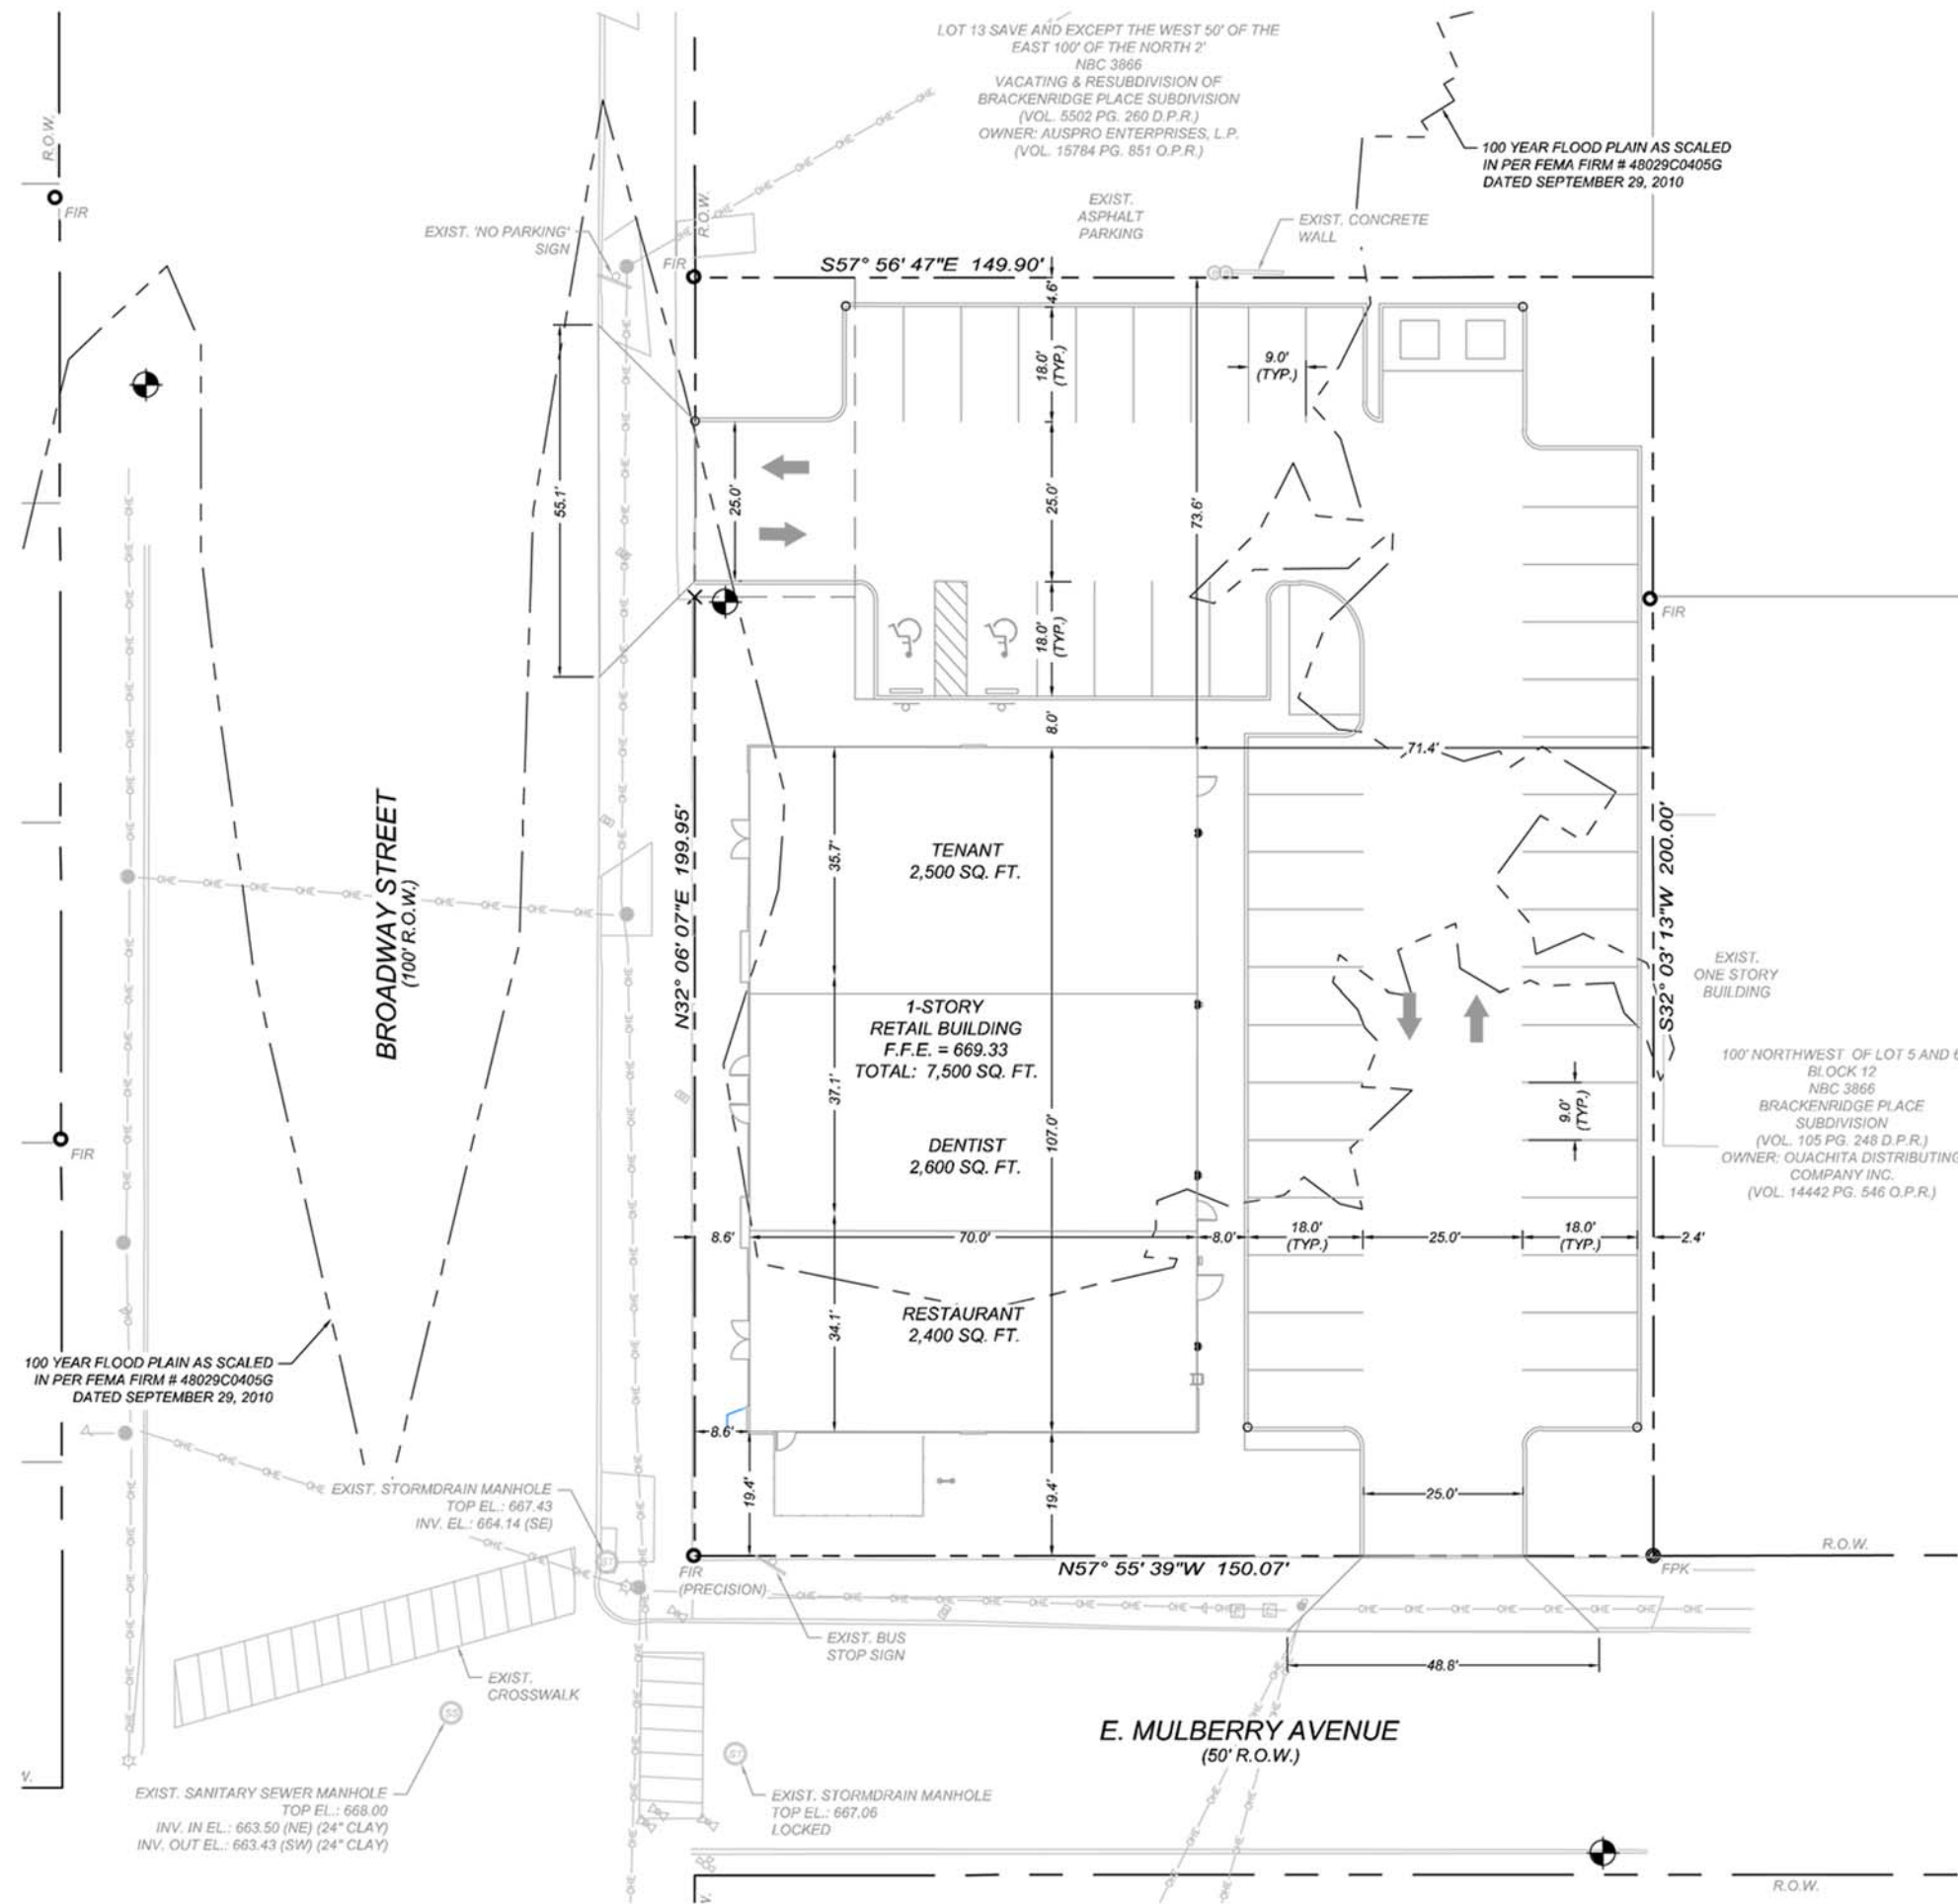 LOT 13 SAVE AND EXCEPT THE WEST 50' OF THE
EAST 100' OF THE NORTH 2'
NBC 3866
VACATING & RESUBDIVISION OF
BRACKENRIDGE PLACE SUBDIVISION
(VOL. 5502 PG. 260 D.P.R.)
OWNER: AUSPRO ENTERPRISES, L.P.
(VOL. 15784 PG. 851 O.P.R.)
100 YEAR FLOOD PLAIN AS SCALED
IN PER FEMA FIRM # 48029C0405G
DATED SEPTEMBER 29, 2010
R.O.W.
FIR
EXIST. 'NO PARKING'
SIGN
R.O.W.
FIR
EXIST.
ASPHALT
PARKING
EXIST. CONCRETE
WALL
S57° 56' 47"E 149.90'
4.6'
18.0'
(TYP.)
9.0'
(TYP.)
55.1'
25.0'
25.0'
73.6'
18.0'
(TYP.)
8.0'
FIR
71.4'
BROADWAY STREET
(100' R.O.W.)
N32° 06' 07"E 199.95'
35.7'
TENANT
2,500 SQ. FT.
S32° 03' 13"W 200.00'
1-STORY
RETAIL BUILDING
F.F.E. = 669.33
TOTAL: 7,500 SQ. FT.
37.1'
107.0'
DENTIST
2,600 SQ. FT.
EXIST.
ONE STORY
BUILDING
100' NORTHWEST OF LOT 5 AND 6
BLOCK 12
NBC 3866
BRACKENRIDGE PLACE
SUBDIVISION
(VOL. 105 PG. 248 D.P.R.)
OWNER: OUACHITA DISTRIBUTING
COMPANY INC.
(VOL. 14442 PG. 546 O.P.R.)
9.0'
(TYP.)
FIR
8.6'
70.0'
8.0'
18.0'
(TYP.)
25.0'
18.0'
(TYP.)
2.4'
34.1'
RESTAURANT
2,400 SQ. FT.
100 YEAR FLOOD PLAIN AS SCALED
IN PER FEMA FIRM # 48029C0405G
DATED SEPTEMBER 29, 2010
8.6'
19.4'
19.4'
25.0'
EXIST. STORMDRAIN MANHOLE
TOP EL.: 667.43
INV. EL.: 664.14 (SE)
ST
FIR
(PRECISION)
N57° 55' 39"W 150.07'
R.O.W.
FPK
EXIST. BUS
STOP SIGN
EXIST.
CROSSWALK
48.8'
SS
E. MULBERRY AVENUE
(50' R.O.W.)
ST
EXIST. SANITARY SEWER MANHOLE
TOP EL.: 668.00
INV. IN EL.: 663.50 (NE) (24" CLAY)
INV. OUT EL.: 663.43 (SW) (24" CLAY)
EXIST. STORMDRAIN MANHOLE
TOP EL.: 667.06
LOCKED
R.O.W.